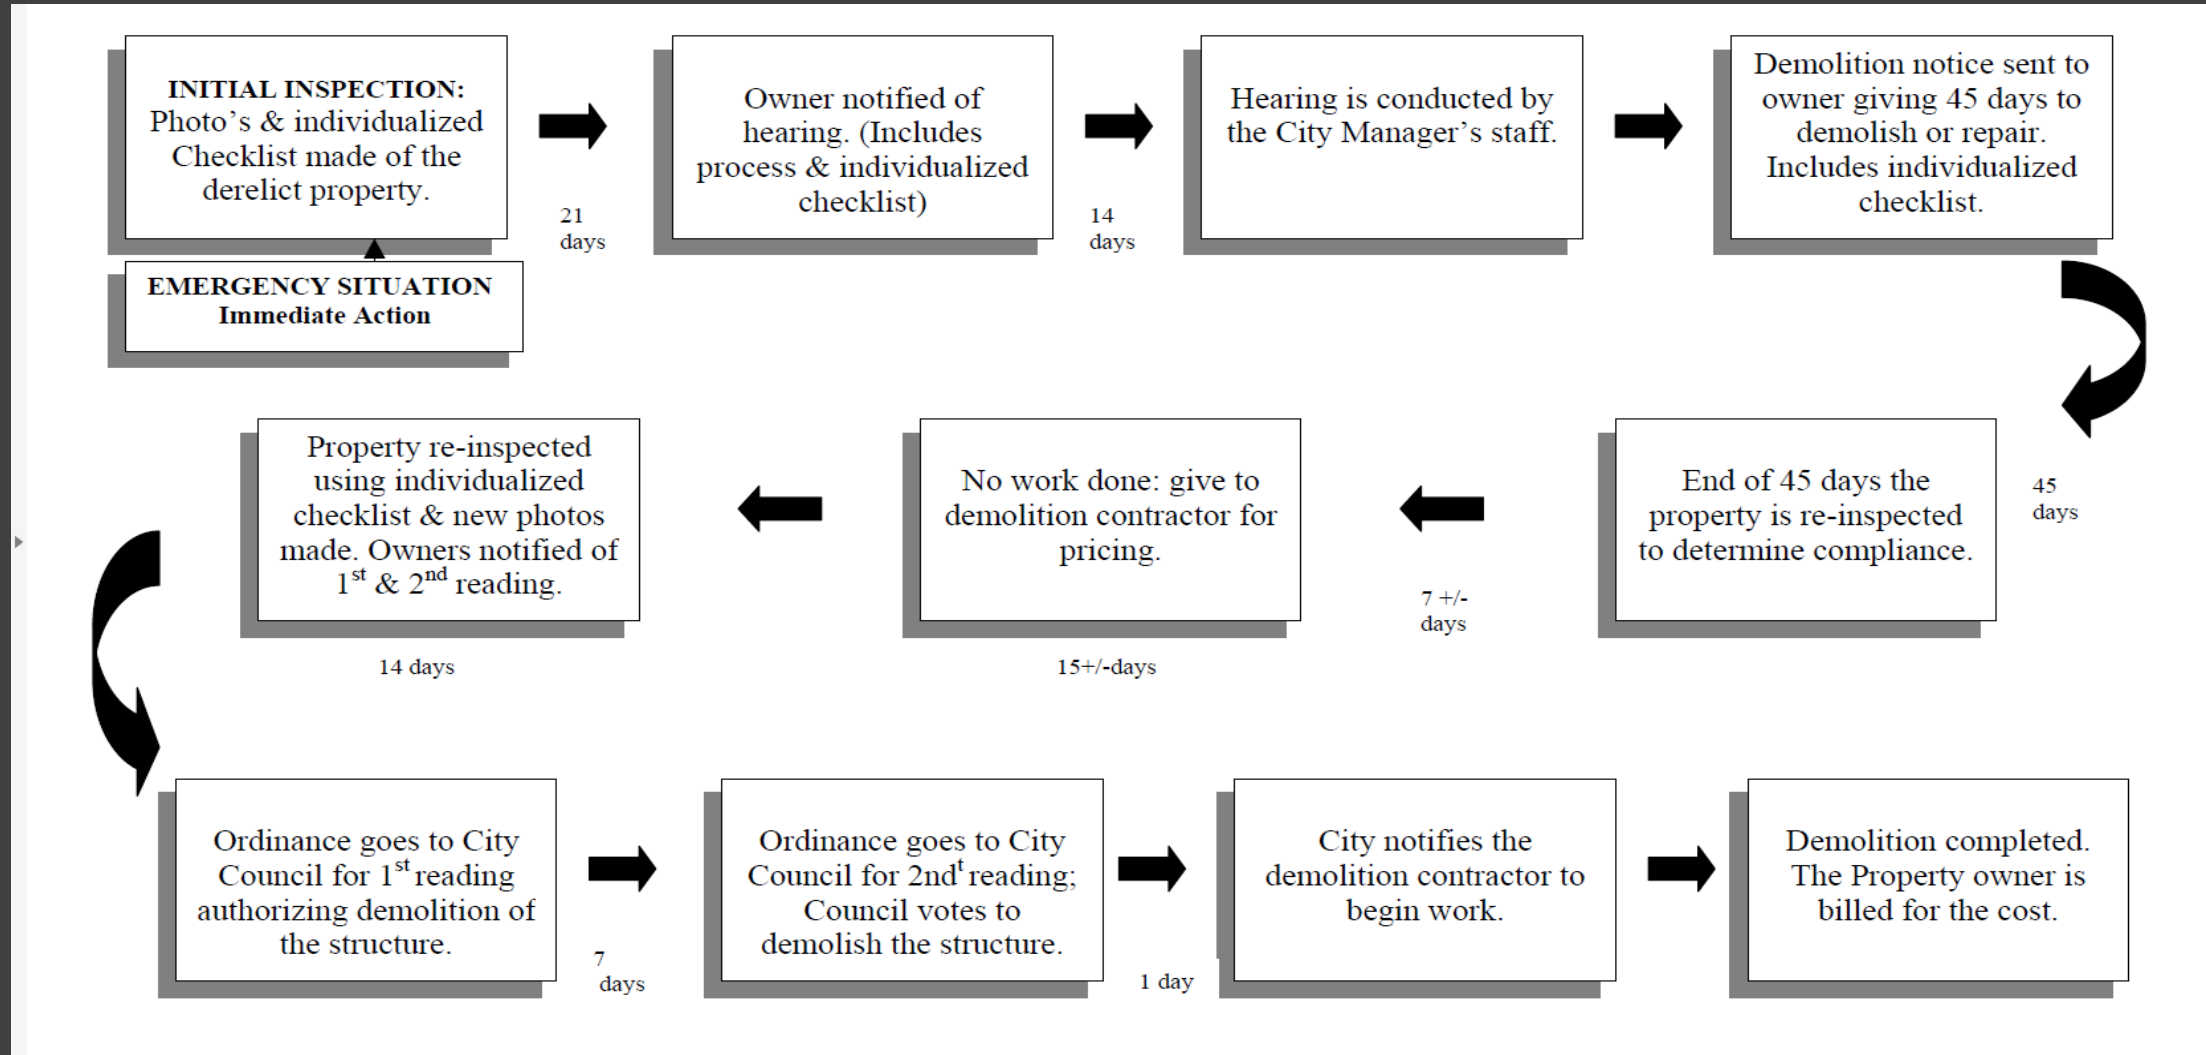 INITIAL INSPECTION:
Photo's & individualized
Checklist made of the
derelict property.
21
days
Owner notified of
hearing. (Includes
process & individualized
checklist)
14
days
Hearing is conducted by
the City Manager's staff.
Demolition notice sent to
owner giving 45 days to
demolish or repair.
Includes individualized
checklist.
EMERGENCY SITUATION
Immediate Action
45
days
End of 45 days the
property is re-inspected
to determine compliance.
7 +/-
days
No work done: give to
demolition contractor for
pricing.
15+/-days
Property re-inspected
using individualized
checklist & new photos
made. Owners notified of
1st & 2nd reading.
14 days
Ordinance goes to City
Council for 1st reading
authorizing demolition of
the structure.
7
days
Ordinance goes to City
Council for 2ndt reading;
Council votes to
demolish the structure.
1 day
City notifies the
demolition contractor to
begin work.
Demolition completed.
The Property owner is
billed for the cost.